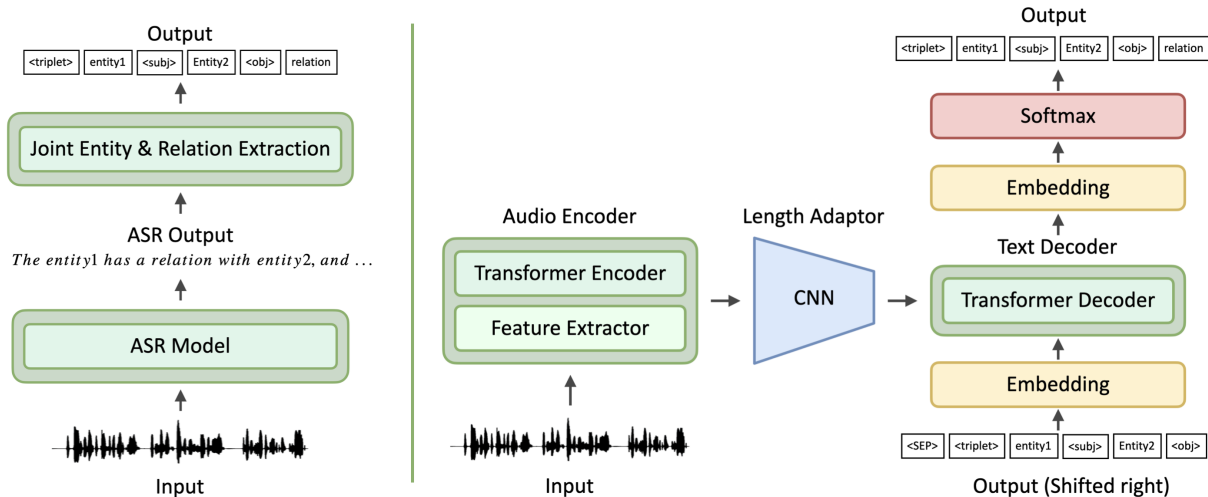 Output
<triplet> entity1 <subj> Entity2 <obj> relation
Joint Entity & Relation Extraction
ASR Output
The entity1 has a relation with entity2, and ...
ASR Model
Input
Audio Encoder
Transformer Encoder
Feature Extractor
Input
Length Adaptor
CNN
Output
<triplet> entity1 <subj> Entity2 <obj> relation
Softmax
Embedding
Text Decoder
Transformer Decoder
Embedding
<SEP> <triplet> entity1 <subj> Entity2 <obj>
Output (Shifted right)